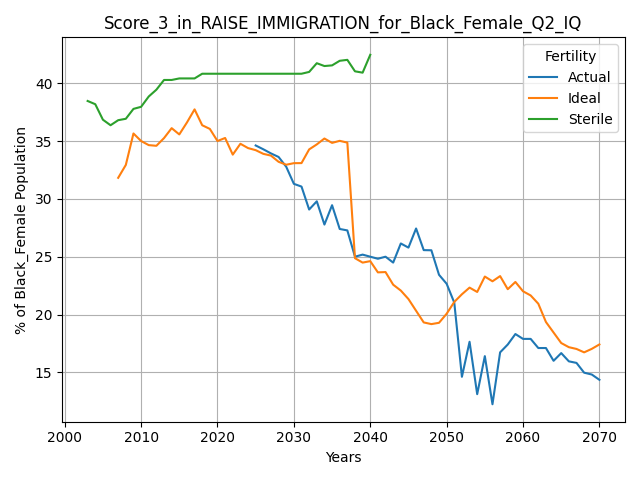 Score_3_in_RAISE_IMMIGRATION_for_Black_Female_Q2_IQ
Fertility
Actual
Ideal
Sterile
% of Black_Female Population
40
35
30
25
20
15
2000 2010 2020 2030 2040 2050 2060 2070
Years